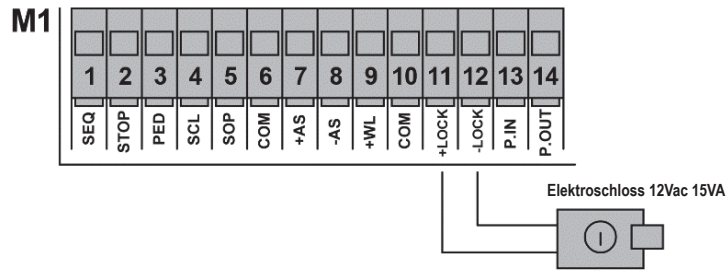 M1
1 2 3 4 5 6 7 8 9 10 11 12 13 14
SEQ
STOP
PED
SCL
SOP
COM
+AS
-AS
+WL
COM
+LOCK
-LOCK
P.IN
P.OUT
Elektroschloss 12Vac 15VA